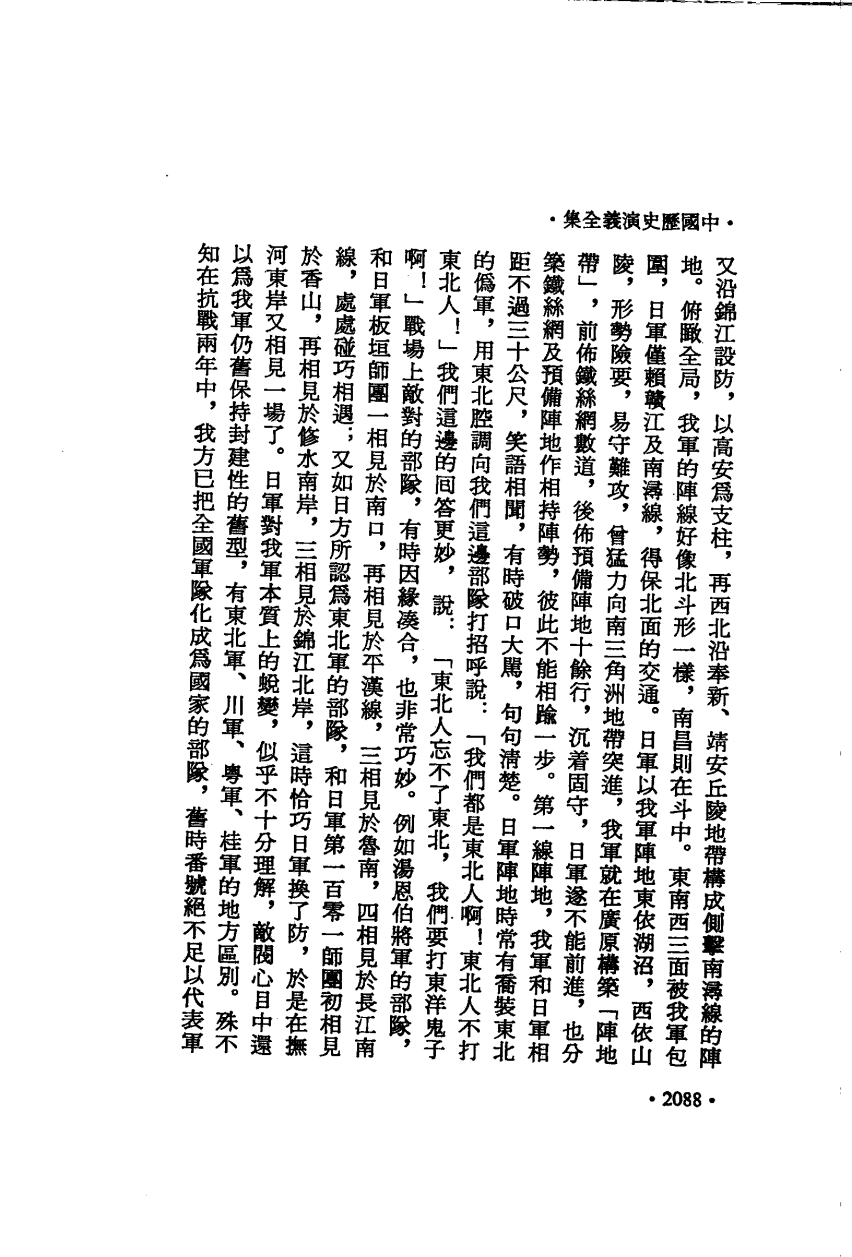 •中國歷史演義全集•
又沿錦江設防，以高安爲支柱，再西北沿奉新、靖安丘陵地帶構成側擊南潯線的陣
地。俯瞰全局，我軍的陣線好像北斗形一樣，南昌則在斗中。東南西三面被我軍包
圍，日軍僅賴贛江及南潯線，得保北面的交通。日軍以我軍陣地東依湖沼，西依山
陵，形勢險要，易守難攻，曾猛力向南三角洲地帶突進，我軍就在廣原構築「陣地
帶」，前佈鐵絲網數道，後佈預備陣地十餘行，沉着固守，日軍遂不能前進，也分
築鐵絲網及預備陣地作相持陣勢，彼此不能相踰一步。第一線陣地，我軍和日軍相
距不過三十公尺，笑語相聞，有時破口大駡，句句清楚。日軍陣地時常有喬裝東北
的僞軍，用東北腔調向我們這邊部隊打招呼說：「我們都是東北人啊！東北人不打
東北人！」我們這邊的回答更妙，說：「東北人忘不了東北，我們要打東洋鬼子
啊！」戰場上敵對的部隊，有時因緣湊合，也非常巧妙。例如湯恩伯將軍的部隊，
和日軍板垣師團一相見於南口，再相見於平漢線，三相見於魯南，四相見於長江南
線，處處碰巧相遇；又如日方所認爲東北軍的部隊，和日軍第一百零一師團初相見
於香山，再相見於修水南岸，三相見於錦江北岸，這時恰巧日軍換了防，於是在撫
河東岸又相見一場了。日軍對我軍本質上的蛻變，似乎不十分理解，敵閥心目中還
以爲我軍仍舊保持封建性的舊型，有東北軍、川軍、粵軍、桂軍的地方區別。殊不
知在抗戰兩年中，我方已把全國軍隊化成爲國家的部隊，舊時番號絕不足以代表軍
•2088•